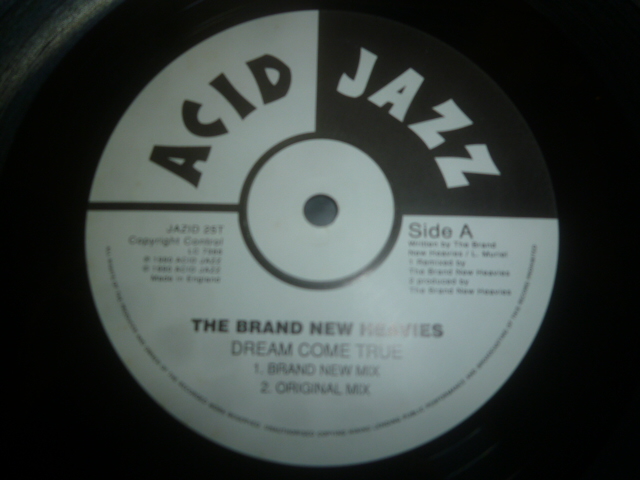 ACID JAZZ
JAZID 25T
Copyright Control
LC 7069
℗ 1990 ACID JAZZ
© 1990 ACID JAZZ
Made in England
Side A
Written by The Brand
New Heavies / L. Muriel
1 Remixed by
The Brand New Heavies
2 produced by
The Brand New Heavies
THE BRAND NEW HEAVIES
DREAM COME TRUE
1. BRAND NEW MIX
2. ORIGINAL MIX